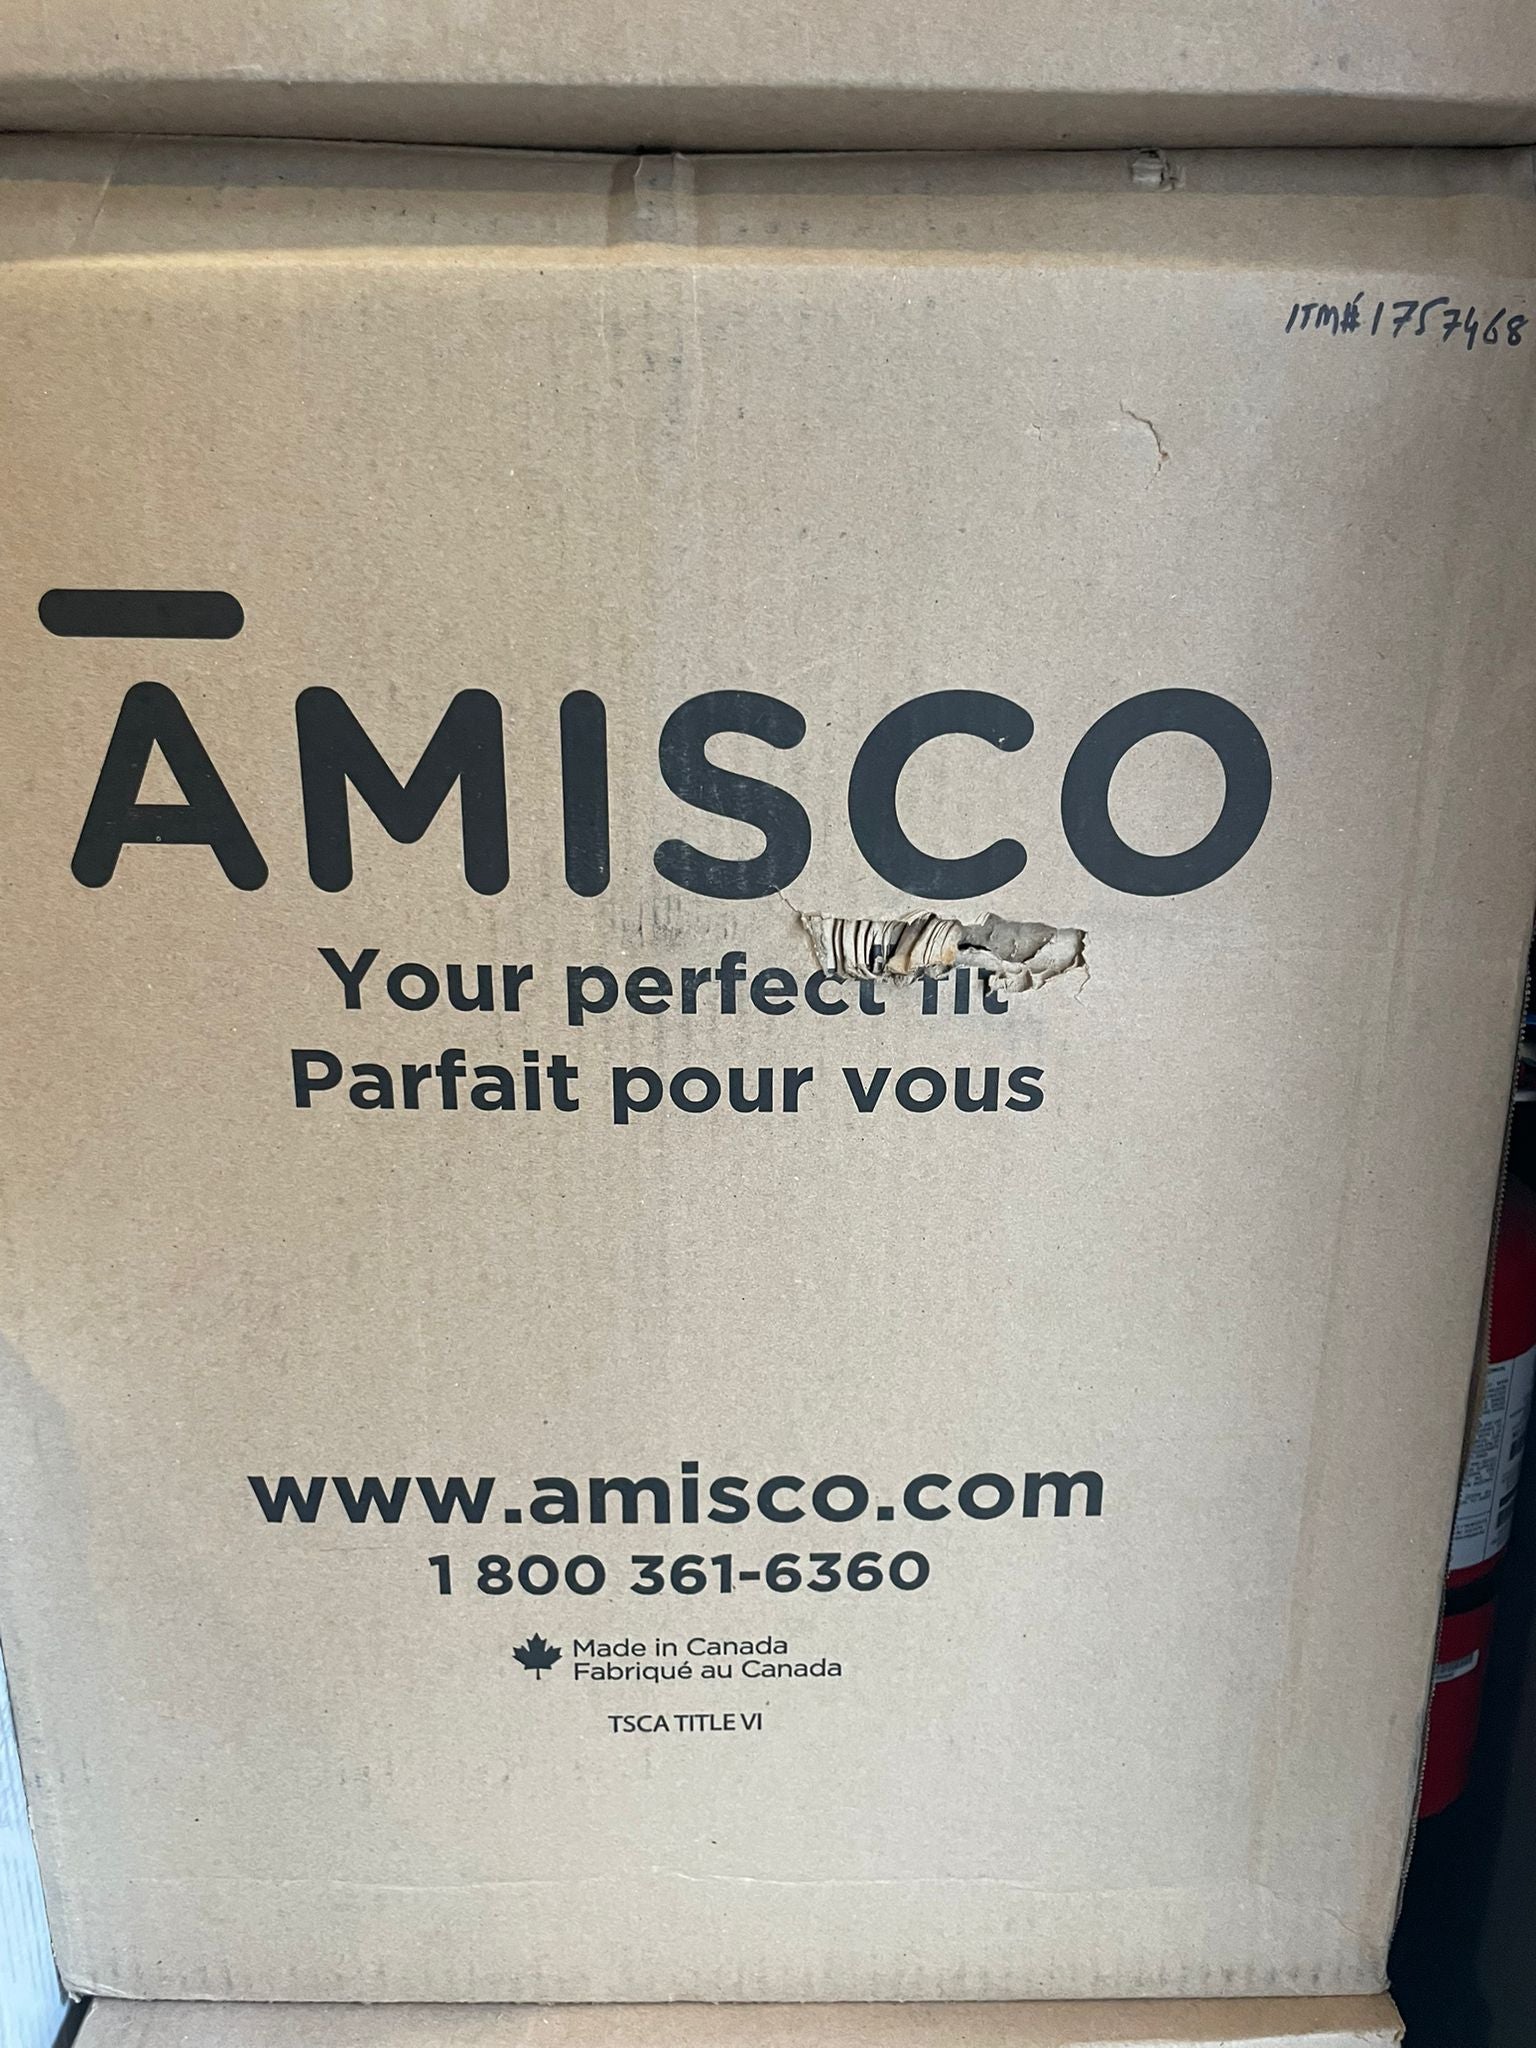 ITM# 1757468
AMISCO
Your perfect fit
Parfait pour vous
www.amisco.com
1 800 361-6360
Made in Canada
Fabriqué au Canada
TSCA TITLE VI